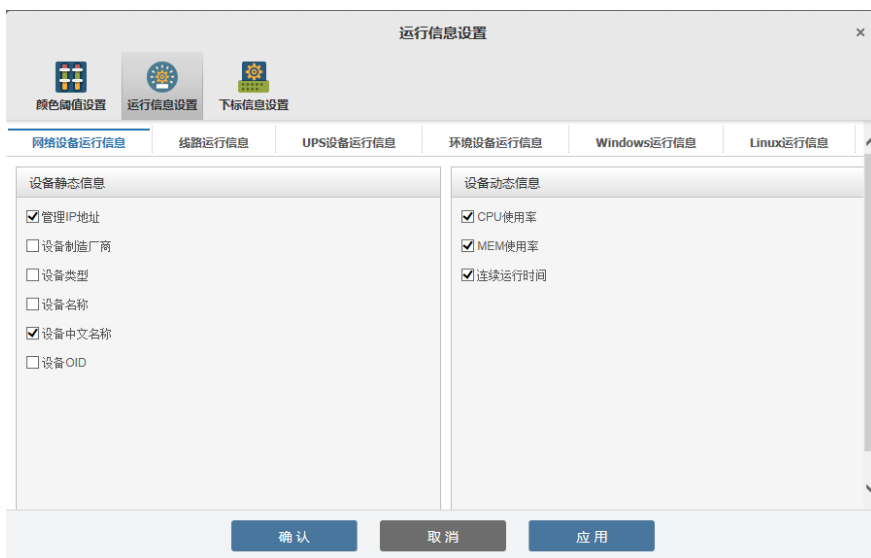 运行信息设置
×
颜色阈值设置 运行信息设置 下标信息设置
网络设备运行信息 线路运行信息 UPS设备运行信息 环境设备运行信息 Windows运行信息 Linux运行信息
设备静态信息
管理IP地址
设备制造厂商
设备类型
设备名称
设备中文名称
设备OID
设备动态信息
CPU使用率
MEM使用率
连续运行时间
确认 取消 应用